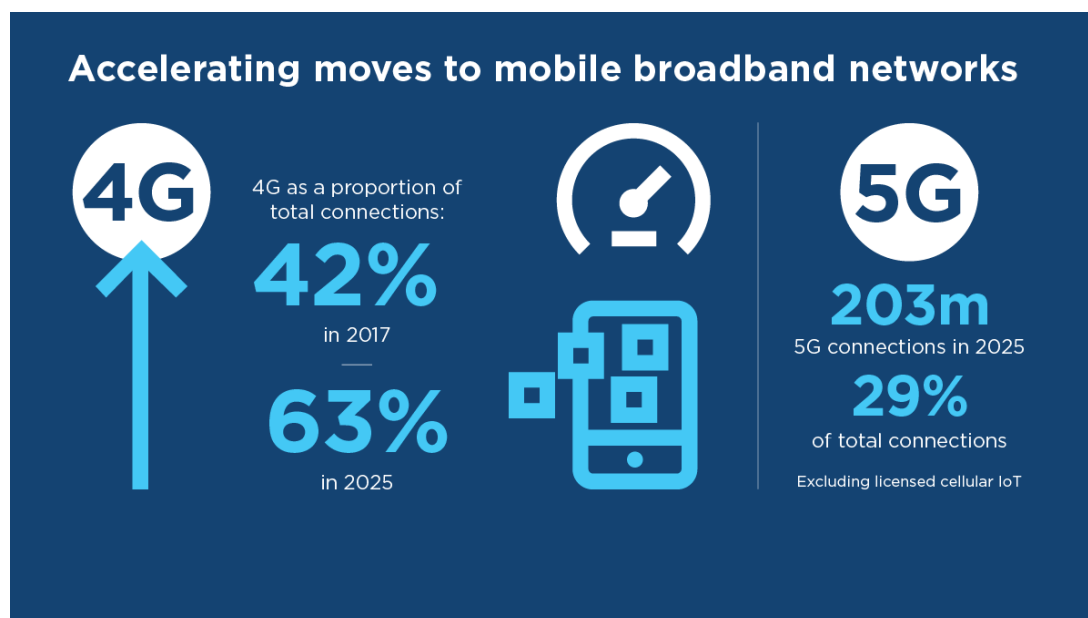 Accelerating moves to mobile broadband networks
4G
4G as a proportion of
total connections:
42%
in 2017
63%
in 2025
5G
203m
5G connections in 2025
29%
of total connections
Excluding licensed cellular IoT